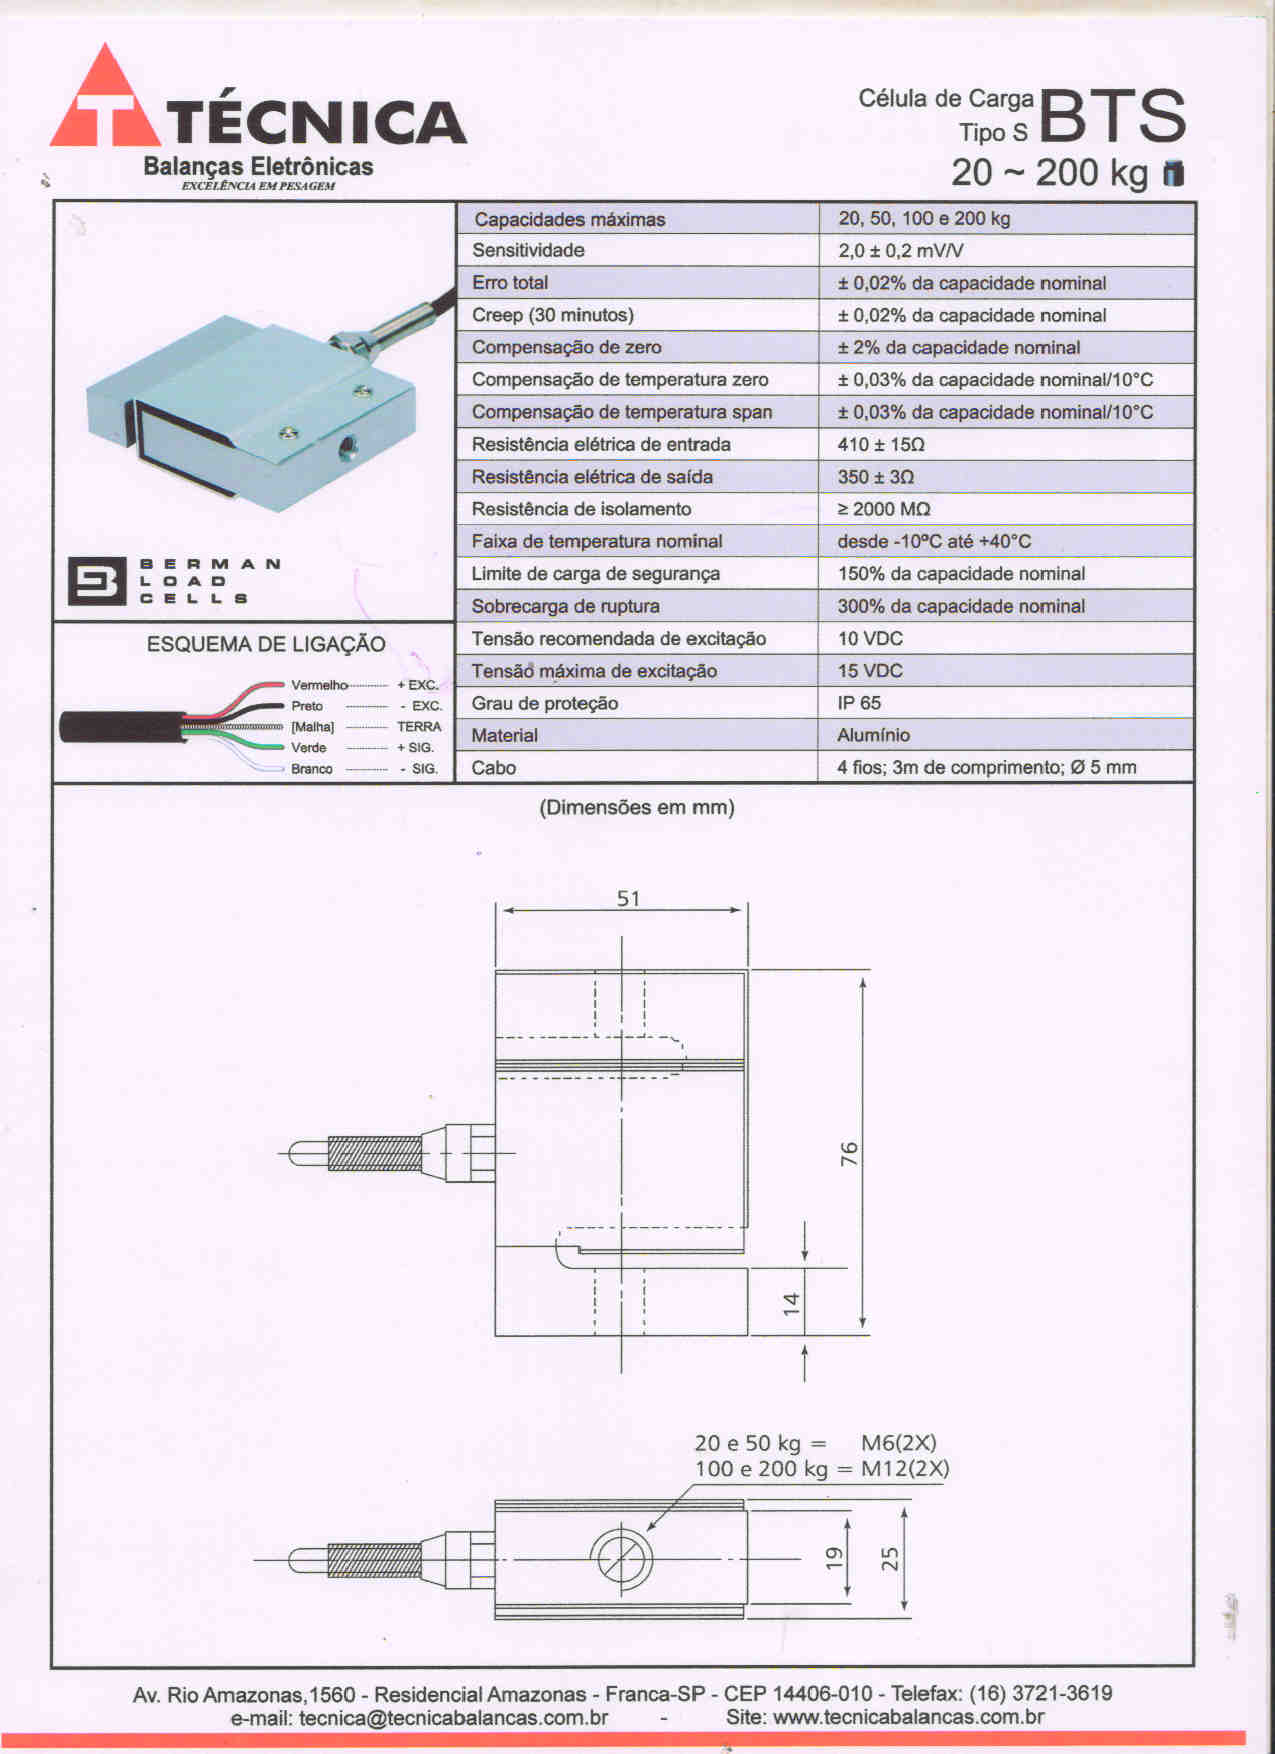 TÉCNICA
Balanças Eletrônicas
EXCELÊNCIA EM PESAGEM
Célula de Carga
Tipo S
BTS
20 ~ 200 kg
Capacidades máximas 20, 50, 100 e 200 kg
Sensitividade 2,0 ± 0,2 mV/V
Erro total ± 0,02% da capacidade nominal
Creep (30 minutos) ± 0,02% da capacidade nominal
Compensação de zero ± 2% da capacidade nominal
Compensação de temperatura zero ± 0,03% da capacidade nominal/10°C
Compensação de temperatura span ± 0,03% da capacidade nominal/10°C
Resistência elétrica de entrada 410 ± 15Ω
Resistência elétrica de saída 350 ± 3Ω
Resistência de isolamento ≥ 2000 MΩ
Faixa de temperatura nominal desde -10ºC até +40°C
Limite de carga de segurança 150% da capacidade nominal
Sobrecarga de ruptura 300% da capacidade nominal
Tensão recomendada de excitação 10 VDC
Tensão máxima de excitação 15 VDC
Grau de proteção IP 65
Material Alumínio
Cabo 4 fios; 3m de comprimento; Ø 5 mm
BERMAN
LOAD
CELLS
ESQUEMA DE LIGAÇÃO
Vermelho ............ + EXC.
Preto ............ - EXC.
[Malha] ............ TERRA
Verde ............ + SIG.
Branco ............ - SIG.
(Dimensões em mm)
51
76
14
20 e 50 kg = M6(2X)
100 e 200 kg = M12(2X)
19
25
Av. Rio Amazonas,1560 - Residencial Amazonas - Franca-SP - CEP 14406-010 - Telefax: (16) 3721-3619
e-mail: tecnica@tecnicabalancas.com.br - Site: www.tecnicabalancas.com.br